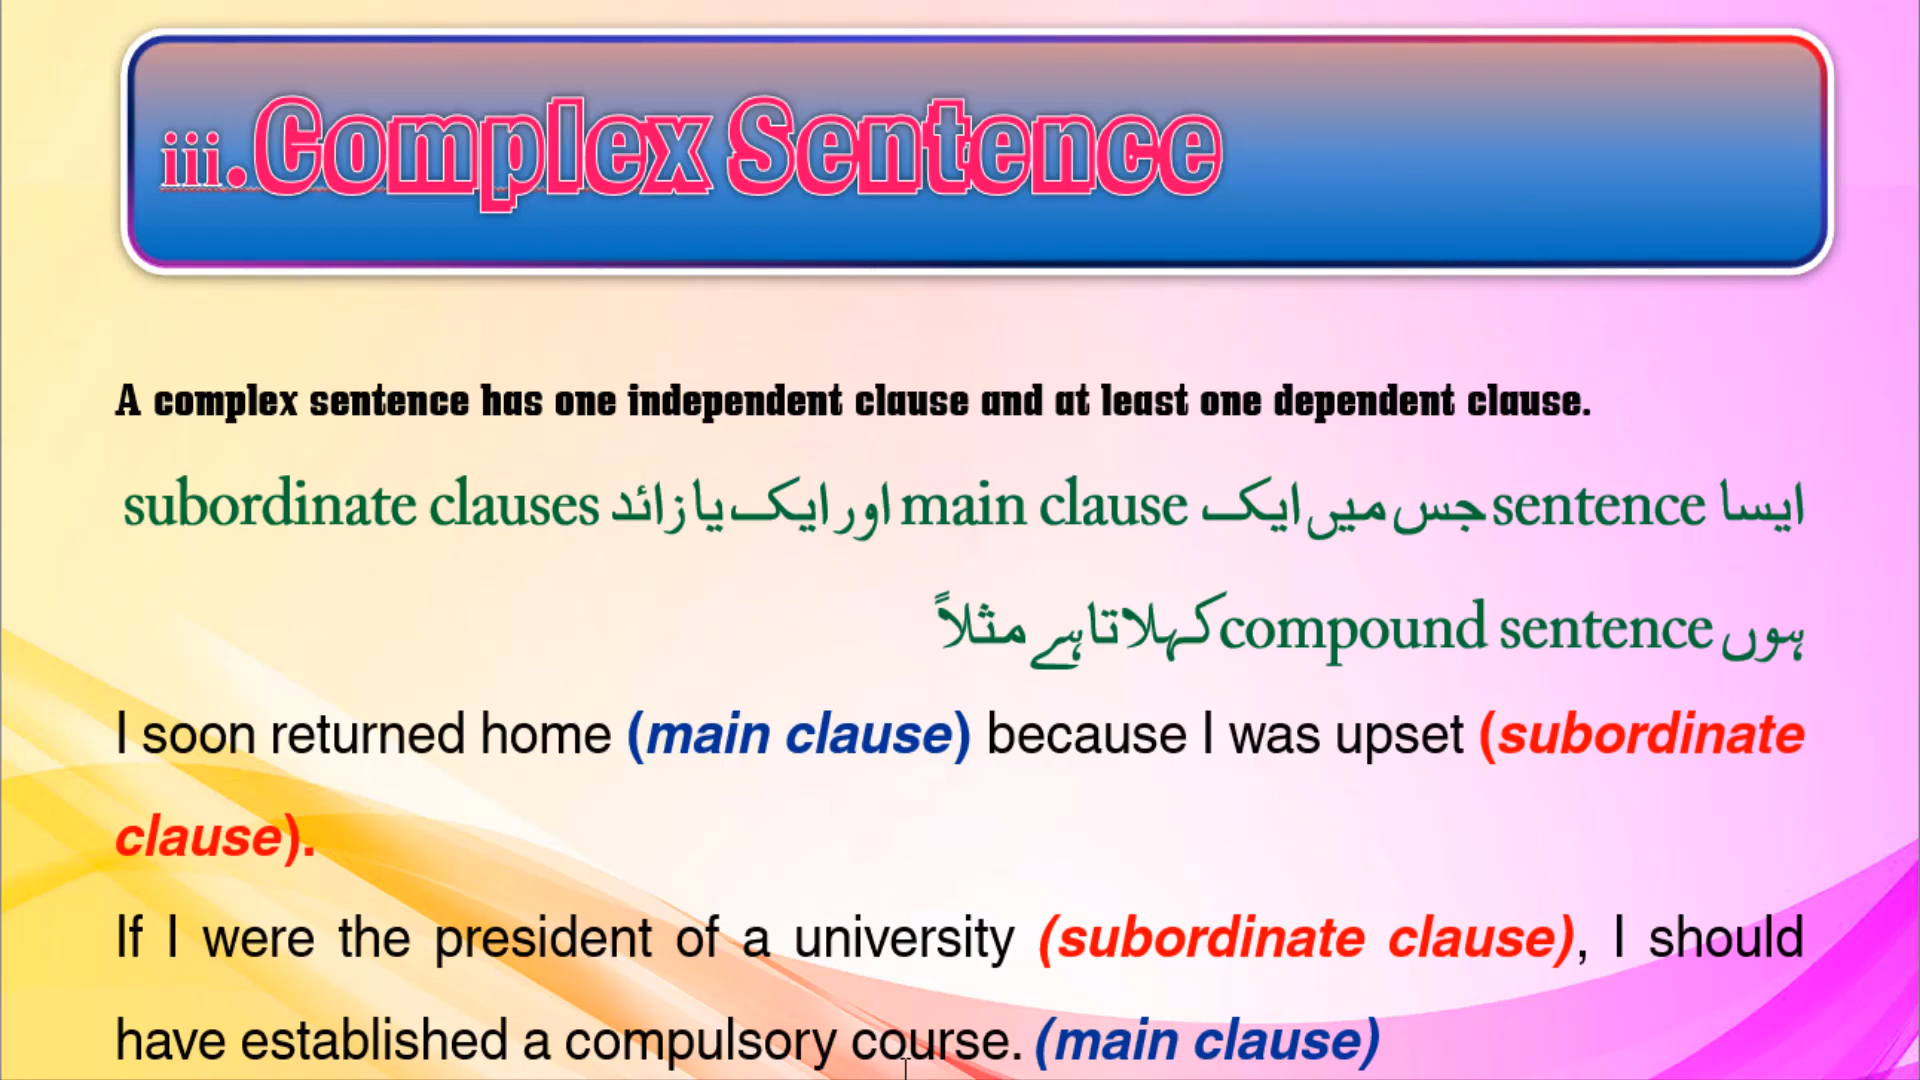 iii.Complex Sentence
A complex sentence has one independent clause and at least one dependent clause.
ایسا sentence جس میں ایک main clause اور ایک یا زائد subordinate clauses
ہوں compound sentence کہلاتا ہے مثلاً
I soon returned home (main clause) because I was upset (subordinate
clause).
If I were the president of a university (subordinate clause), I should
have established a compulsory course. (main clause)